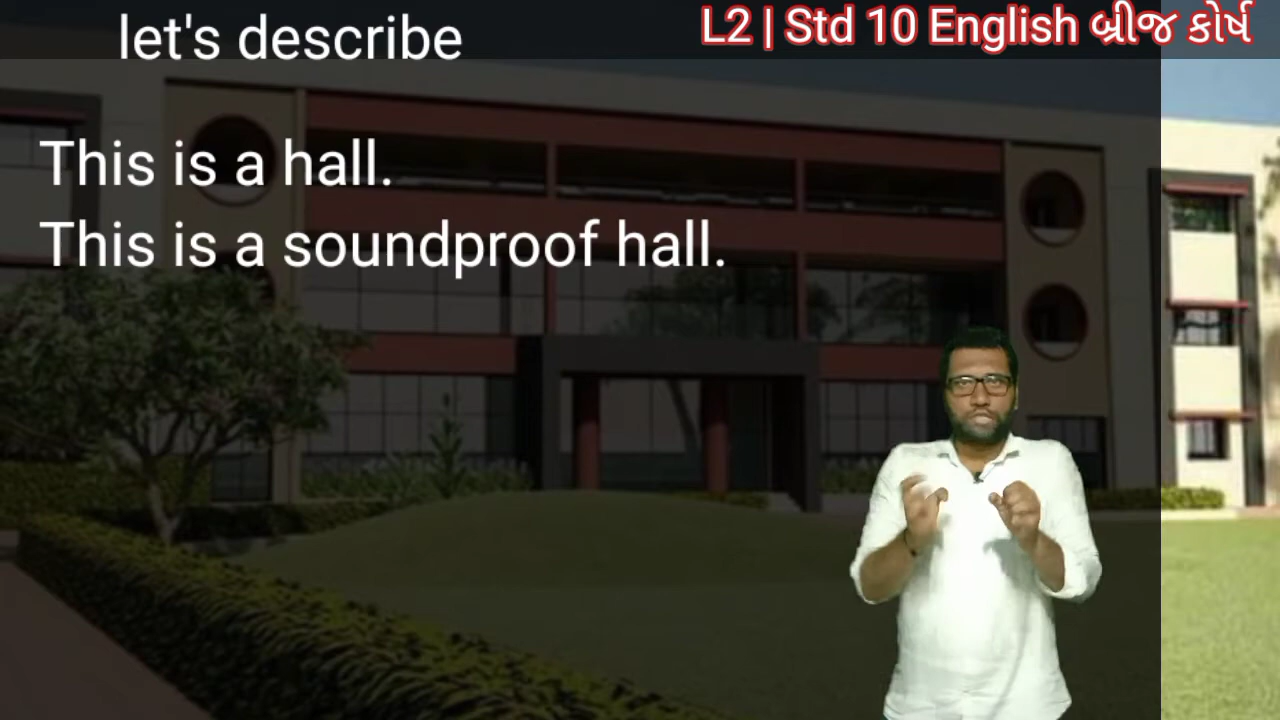 let's describe
L2 | Std 10 English બ્રીજ કોર્ષ
This is a hall.
This is a soundproof hall.